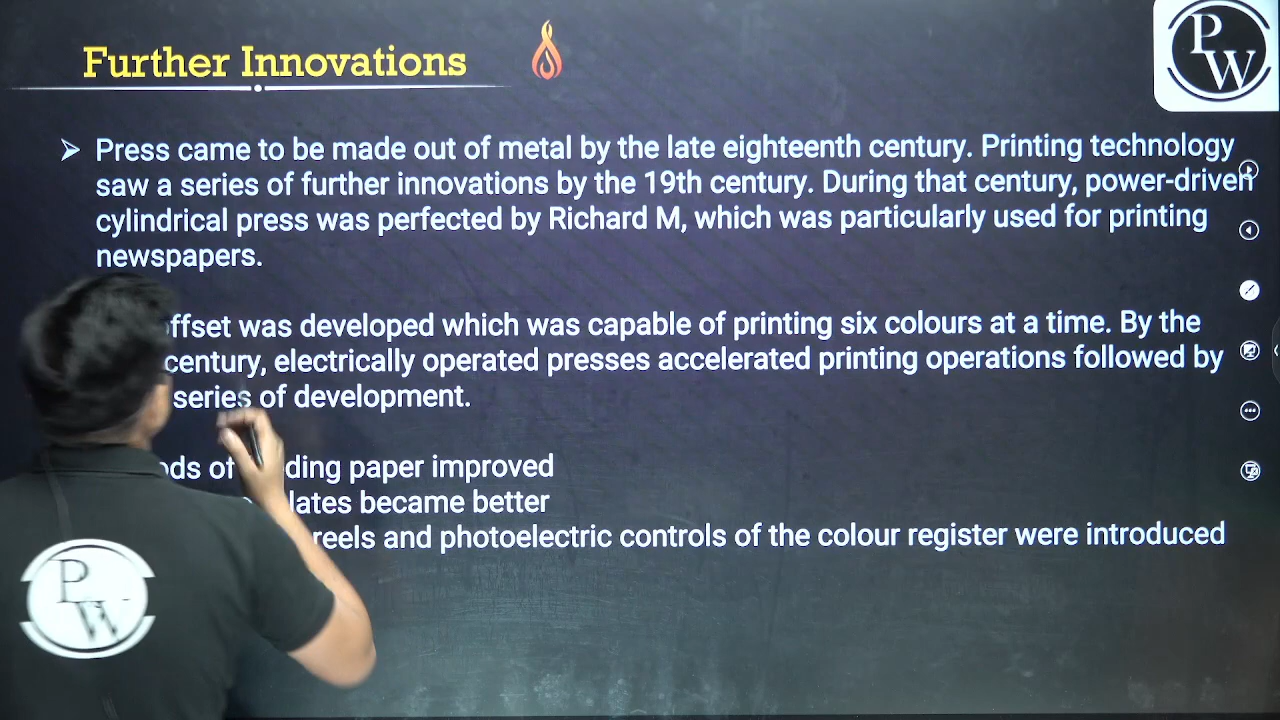 Further Innovations
PW
➤ Press came to be made out of metal by the late eighteenth century. Printing technology
saw a series of further innovations by the 19th century. During that century, power-driven
cylindrical press was perfected by Richard M, which was particularly used for printing
newspapers.
was developed which was capable of printing six colours at a time. By the
century, electrically operated presses accelerated printing operations followed by
series of development.
of paper improved
became better
reels and photoelectric controls of the colour register were introduced
PW